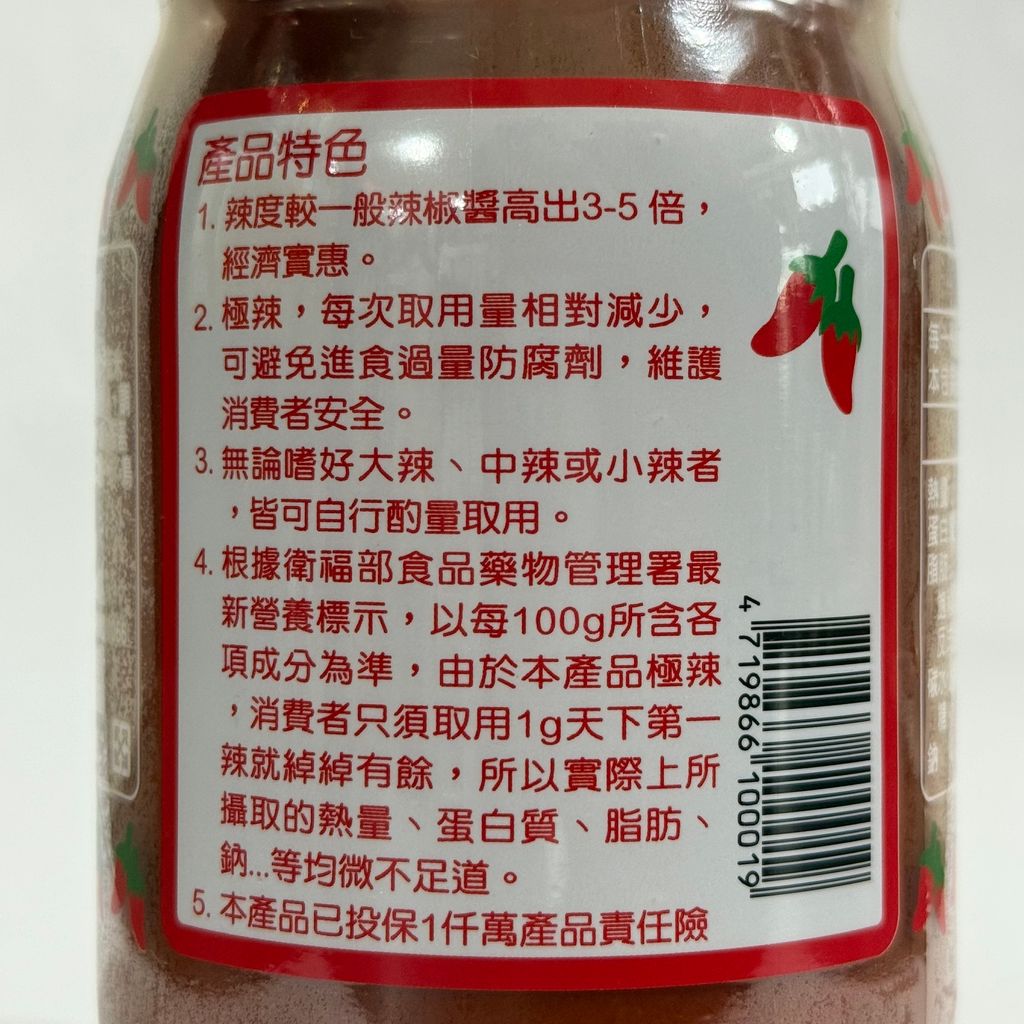 產品特色
1. 辣度較一般辣椒醬高出3-5倍，
經濟實惠。
2. 極辣，每次取用量相對減少，
可避免進食過量防腐劑，維護
消費者安全。
3. 無論嗜好大辣、中辣或小辣者
，皆可自行酌量取用。
4. 根據衛福部食品藥物管理署最
新營養標示，以每100g所含各
項成分為準，由於本產品極辣
，消費者只須取用1g天下第一
辣就綽綽有餘，所以實際上所
攝取的熱量、蛋白質、脂肪、
鈉...等均微不足道。
5. 本產品已投保1仟萬產品責任險
4 719866 100019